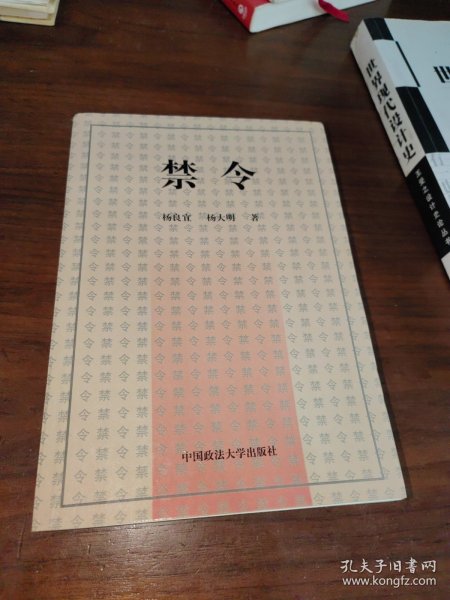 禁令
杨良宜 杨大明 著
中国政法大学出版社
世界现代设计史
孔夫子旧书网
www.kongfz.com